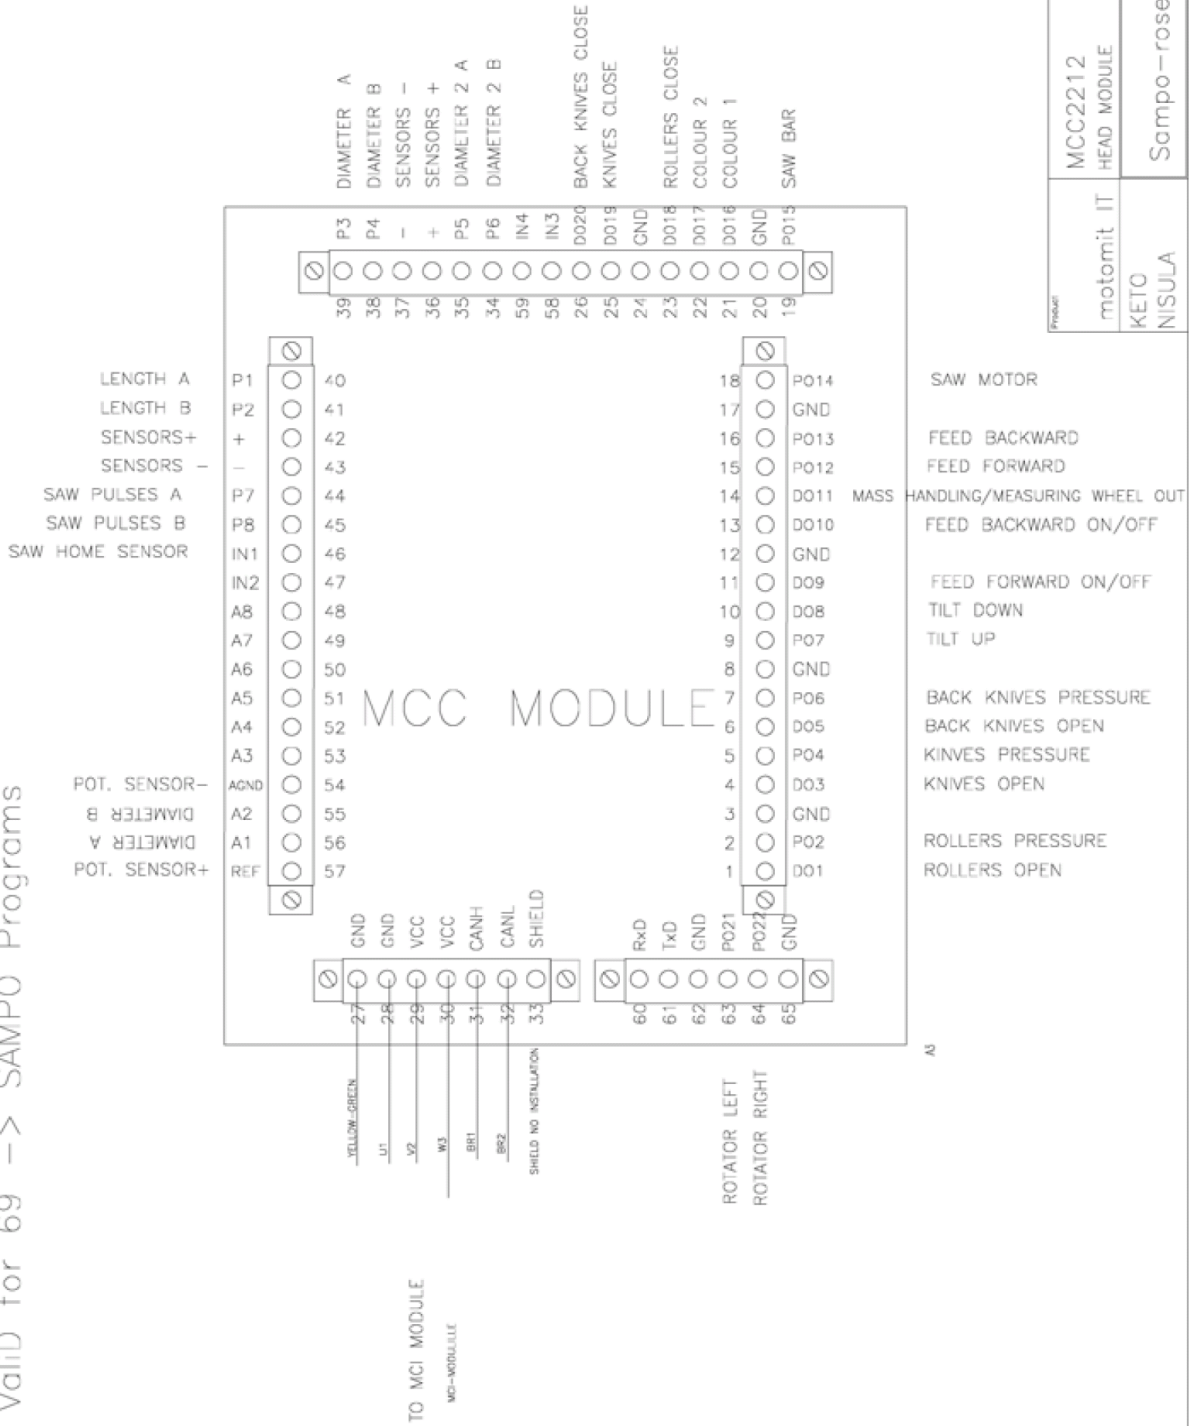 MCC2212
HEAD MODULE
Sampo-rose
Product
motomit IT
KETO
NISULA
DIAMETER A
DIAMETER B
SENSORS -
SENSORS +
DIAMETER 2 A
DIAMETER 2 B
BACK KNIVES CLOSE
KNIVES CLOSE
ROLLERS CLOSE
COLOUR 2
COLOUR 1
SAW BAR
P3 P4 - + P5 P6 IN4 IN3 DO20 DO19 GND DO18 DO17 DO16 GND PO15
39 38 37 36 35 34 59 58 26 25 24 23 22 21 20 19
LENGTH A P1 40
LENGTH B P2 41
SENSORS+ + 42
SENSORS - - 43
SAW PULSES A P7 44
SAW PULSES B P8 45
SAW HOME SENSOR IN1 46
IN2 47
A8 48
A7 49
A6 50
A5 51
A4 52
A3 53
POT. SENSOR- AGND 54
DIAMETER B A2 55
DIAMETER A A1 56
POT. SENSOR+ REF 57
MCC MODULE
18 PO14 SAW MOTOR
17 GND
16 PO13 FEED BACKWARD
15 PO12 FEED FORWARD
14 DO11 MASS HANDLING/MEASURING WHEEL OUT
13 DO10 FEED BACKWARD ON/OFF
12 GND
11 DO9 FEED FORWARD ON/OFF
10 DO8 TILT DOWN
9 PO7 TILT UP
8 GND
7 PO6 BACK KNIVES PRESSURE
6 DO5 BACK KNIVES OPEN
5 PO4 KINVES PRESSURE
4 DO3 KNIVES OPEN
3 GND
2 PO2 ROLLERS PRESSURE
1 DO1 ROLLERS OPEN
GND GND VCC VCC CANH CANL SHIELD
27 28 29 30 31 32 33
RxD TxD GND PO21 PO22 GND
60 61 62 63 64 65
A3
YELLOW-GREEN
U1
V2
W3
BR1
BR2
SHIELD NO INSTALLATION
ROTATOR LEFT
ROTATOR RIGHT
TO MCI MODULE
MCI-MODULILLE
ValiD for 69 -> SAMPO Programs